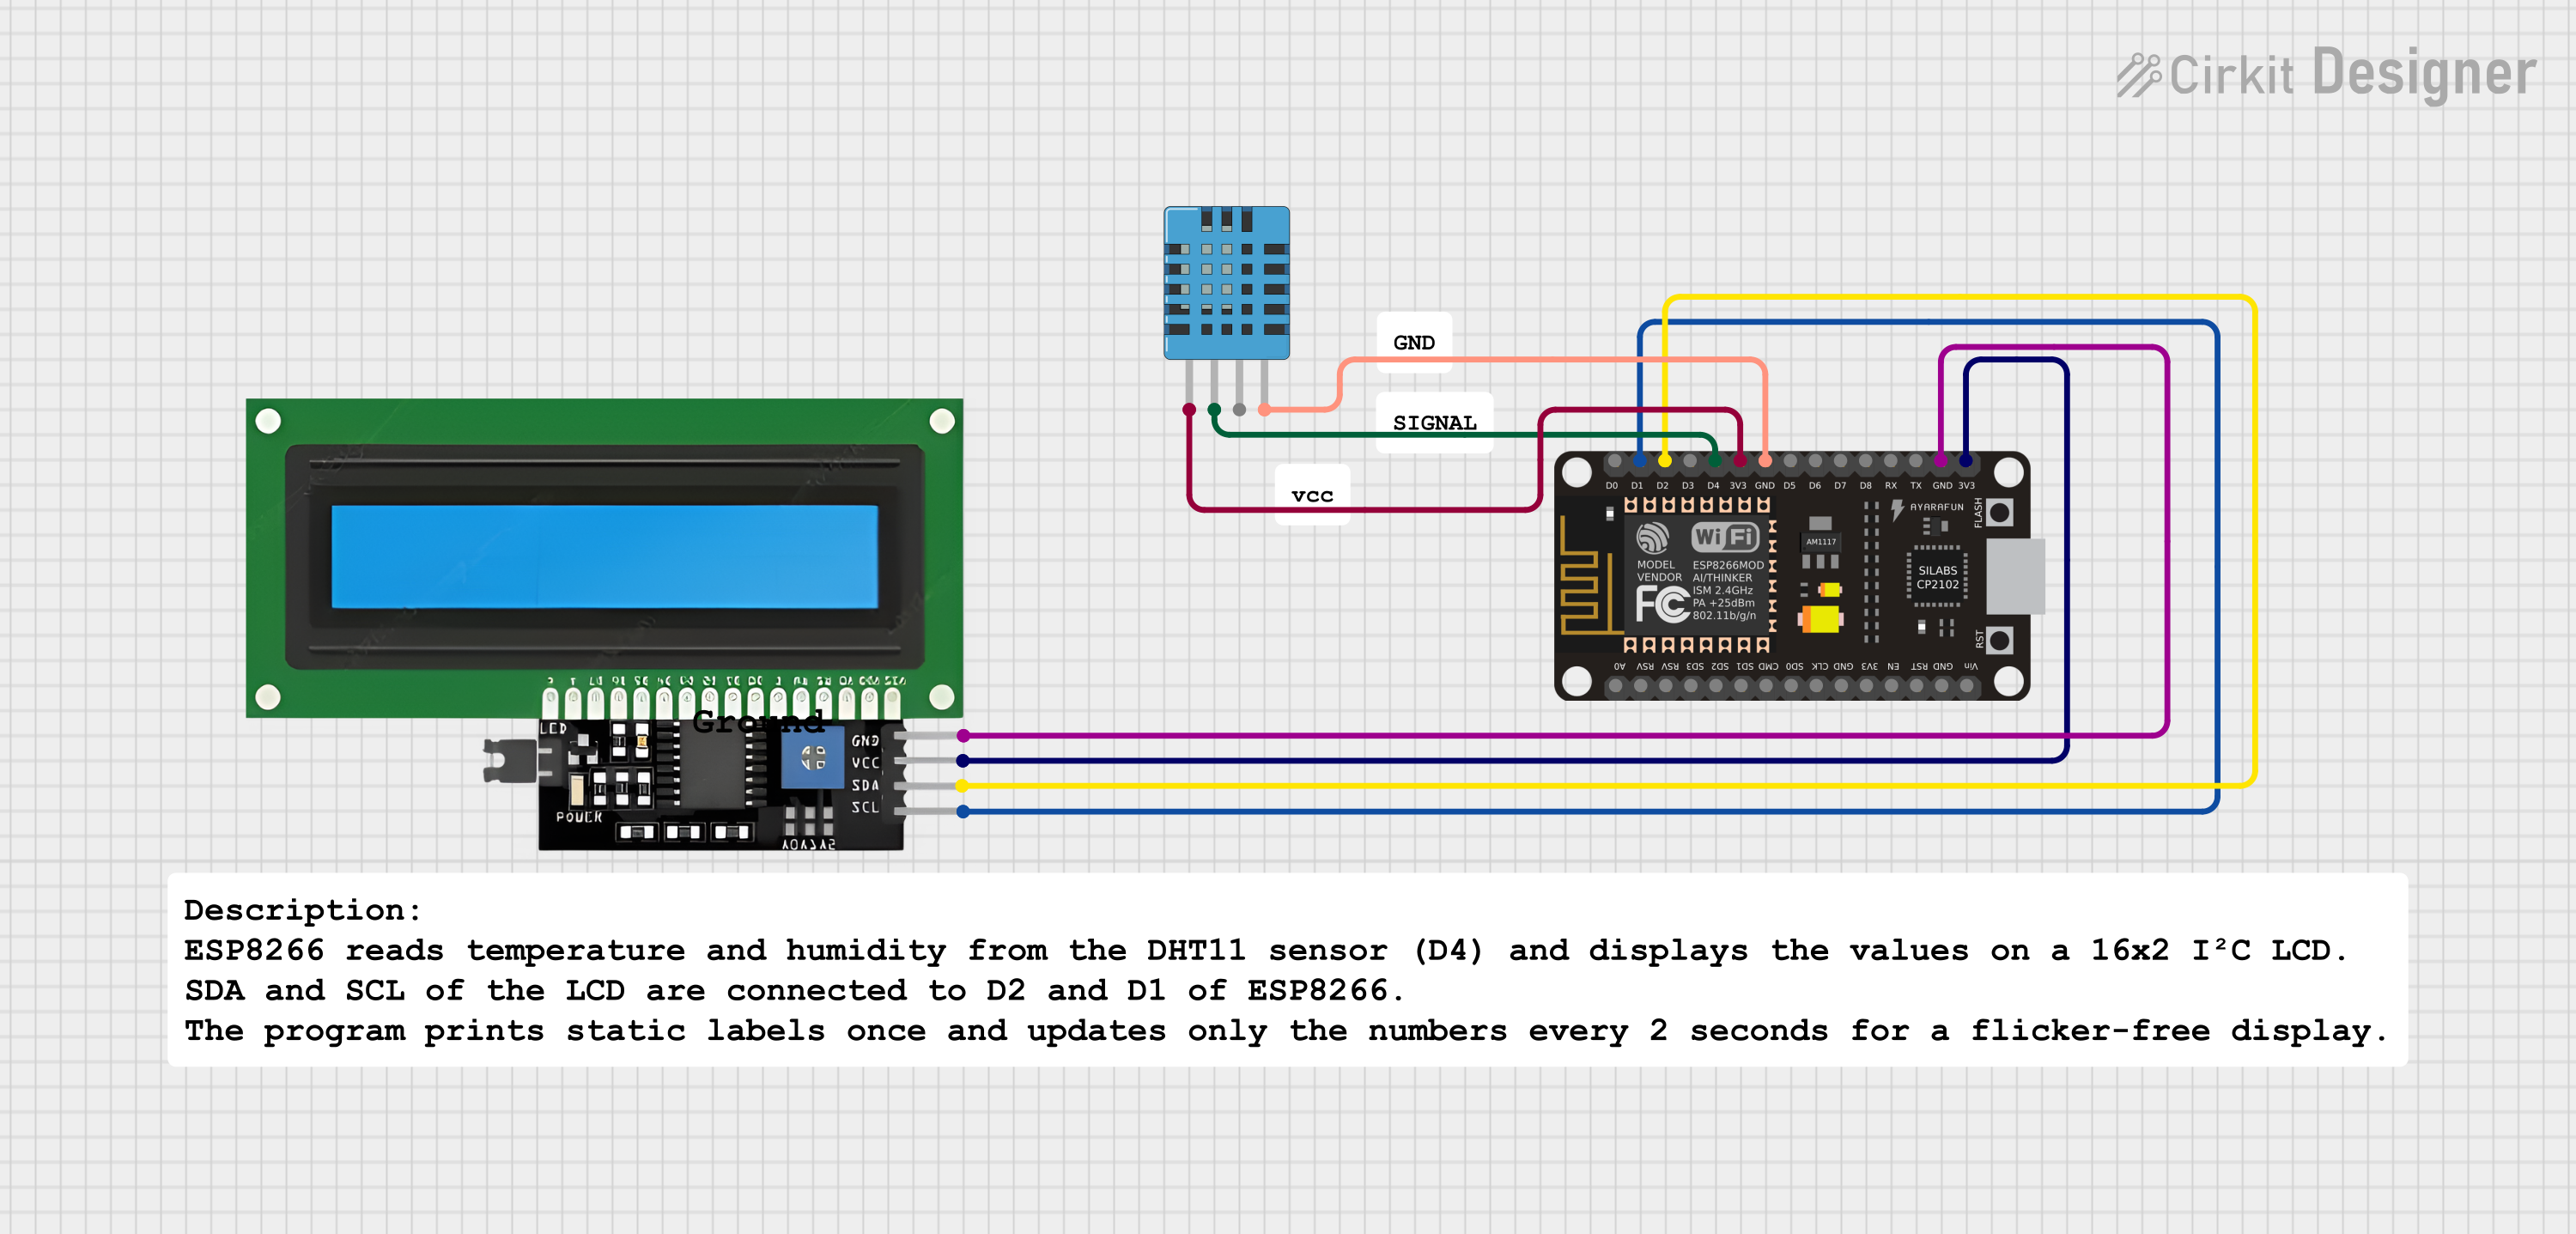 Cirkit Designer
GND
SIGNAL
vcc
D0 D1 D2 D3 D4 3V3 GND D5 D6 D7 D8 RX TX GND 3V3
AYARAFUN
FLASH
WiFi
AM1117
MODEL ESP8266MOD
VENDOR AI/THINKER
ISM 2.4GHz
PA +25dBm
802.11b/g/n
FC
SILABS
CP2102
RST
A0 RSV RSV SD3 SD2 SD1 CMD SD0 CLK GND 3V3 EN RST GND Vin
Ground
LED
GND
VCC
SDA
SCL
POWER
Description:
ESP8266 reads temperature and humidity from the DHT11 sensor (D4) and displays the values on a 16x2 I²C LCD.
SDA and SCL of the LCD are connected to D2 and D1 of ESP8266.
The program prints static labels once and updates only the numbers every 2 seconds for a flicker-free display.